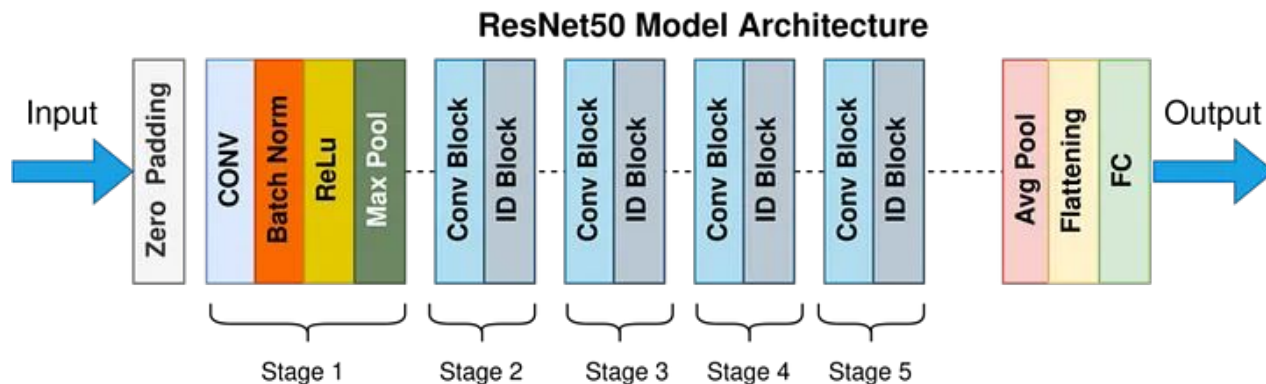 ResNet50 Model Architecture
Input
Zero Padding
CONV
Batch Norm
ReLu
Max Pool
Conv Block
ID Block
Conv Block
ID Block
Conv Block
ID Block
Conv Block
ID Block
Avg Pool
Flattening
FC
Output
Stage 1
Stage 2
Stage 3
Stage 4
Stage 5